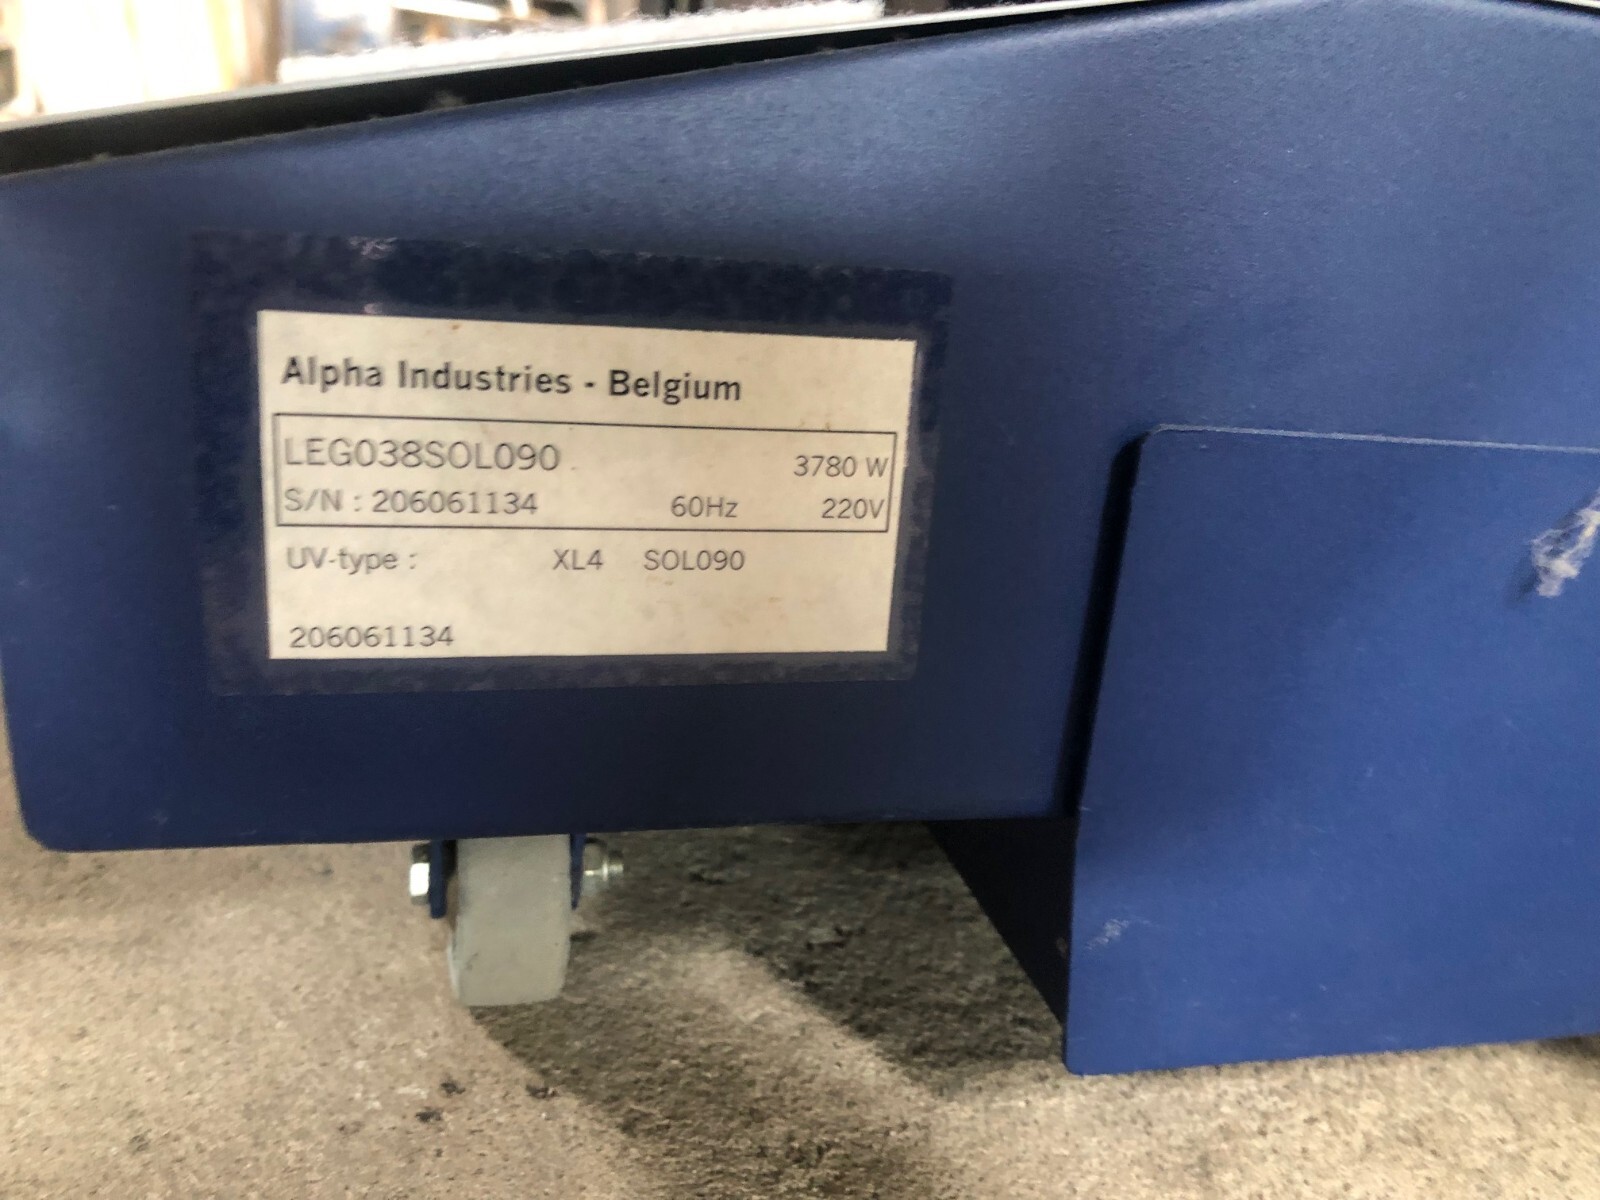 Alpha Industries - Belgium
LEG038SOL090 3780 W
S/N : 206061134 60Hz 220V
UV-type : XL4 SOL090
206061134